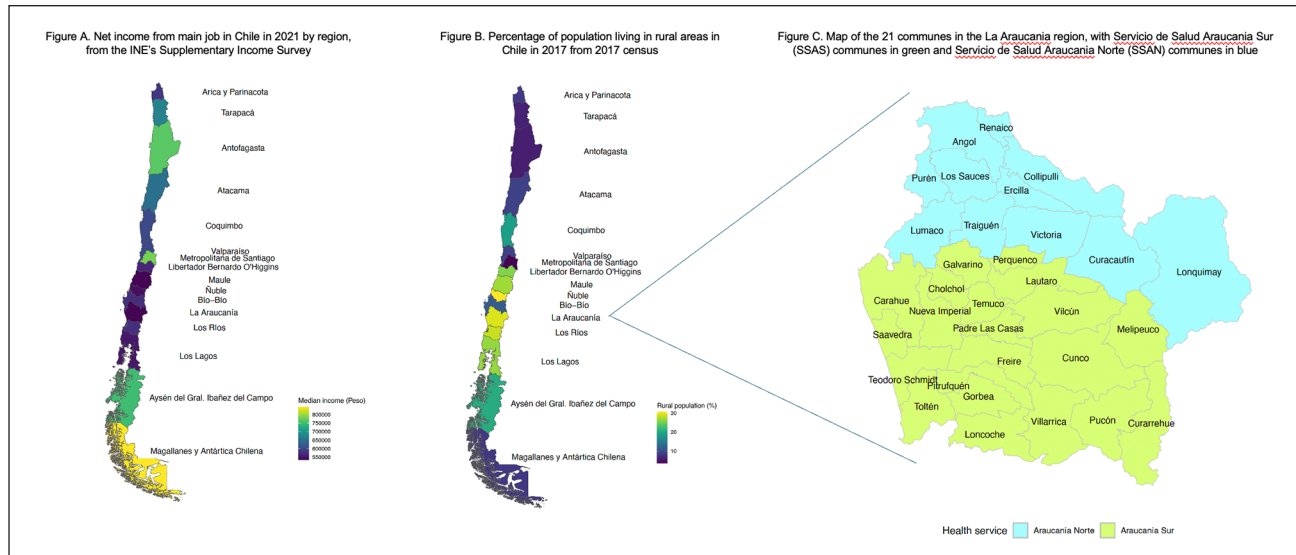 Figure A. Net income from main job in Chile in 2021 by region,
from the INE's Supplementary Income Survey
Arica y Parinacota
Tarapacá
Antofagasta
Atacama
Coquimbo
Valparaíso
Metropolitana de Santiago
Libertador Bernardo O'Higgins
Maule
Ñuble
Bío-Bío
La Araucanía
Los Ríos
Los Lagos
Aysén del Gral. Ibañez del Campo
Magallanes y Antártica Chilena
Median income (Peso)
800000
750000
700000
650000
600000
550000
Figure B. Percentage of population living in rural areas in
Chile in 2017 from 2017 census
Arica y Parinacota
Tarapacá
Antofagasta
Atacama
Coquimbo
Valparaíso
Metropolitana de Santiago
Libertador Bernardo O'Higgins
Maule
Ñuble
Bío-Bío
La Araucanía
Los Ríos
Los Lagos
Aysén del Gral. Ibañez del Campo
Magallanes y Antártica Chilena
Rural population (%)
30
20
10
Figure C. Map of the 21 communes in the La Araucania region, with Servicio de Salud Araucania Sur
(SSAS) communes in green and Servicio de Salud Araucania Norte (SSAN) communes in blue
Renaico
Angol
Collipulli
Purén
Los Sauces
Ercilla
Traiguén
Lumaco
Victoria
Curacautín
Lonquimay
Galvarino
Perquenco
Lautaro
Cholchol
Carahue
Temuco
Nueva Imperial
Vilcún
Saavedra
Padre Las Casas
Melipeuco
Freire
Cunco
Teodoro Schmidt
Pitrufquén
Gorbea
Toltén
Loncoche
Villarrica
Pucón
Curarrehue
Health service
Araucanía Norte
Araucanía Sur